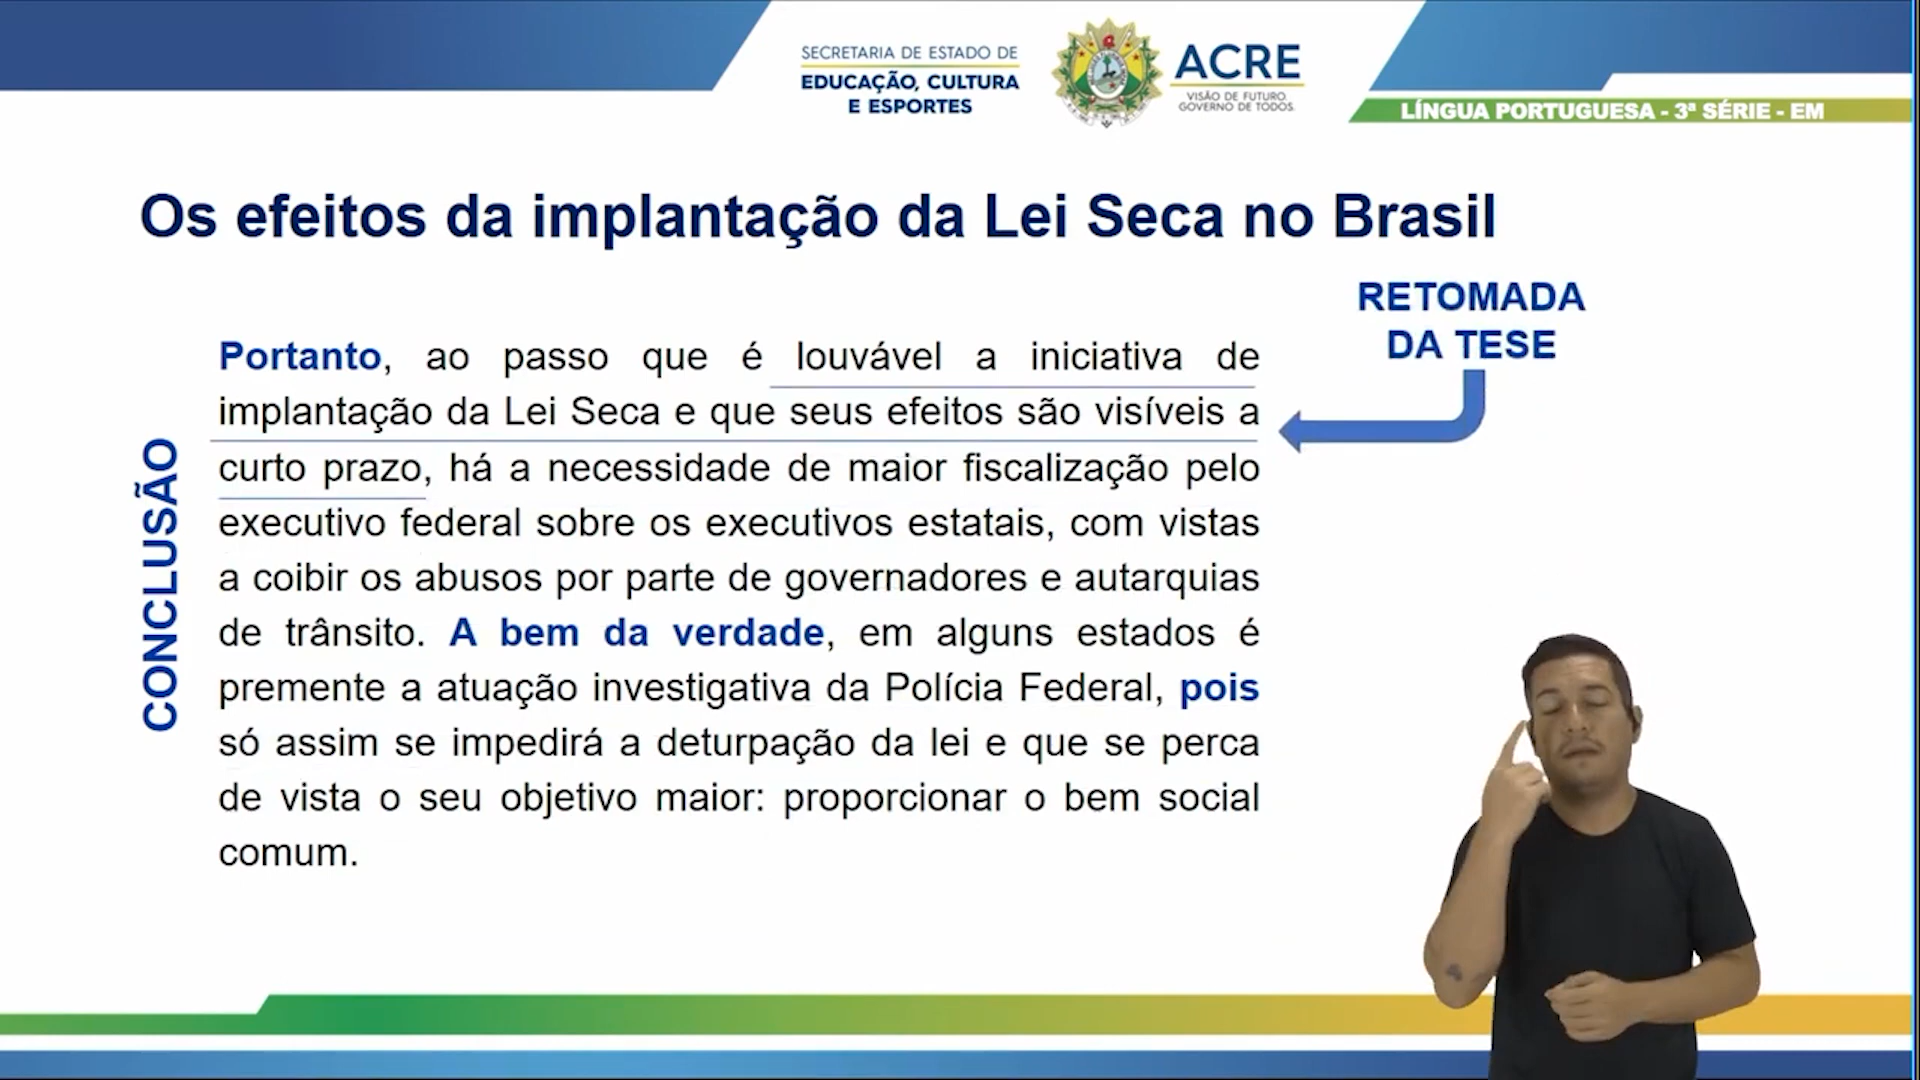 SECRETARIA DE ESTADO DE
EDUCAÇÃO, CULTURA
E ESPORTES
ACRE
VISÃO DE FUTURO.
GOVERNO DE TODOS.
LÍNGUA PORTUGUESA - 3ª SÉRIE - EM
Os efeitos da implantação da Lei Seca no Brasil
RETOMADA
DA TESE
CONCLUSÃO
Portanto, ao passo que é louvável a iniciativa de
implantação da Lei Seca e que seus efeitos são visíveis a
curto prazo, há a necessidade de maior fiscalização pelo
executivo federal sobre os executivos estatais, com vistas
a coibir os abusos por parte de governadores e autarquias
de trânsito. A bem da verdade, em alguns estados é
premente a atuação investigativa da Polícia Federal, pois
só assim se impedirá a deturpação da lei e que se perca
de vista o seu objetivo maior: proporcionar o bem social
comum.